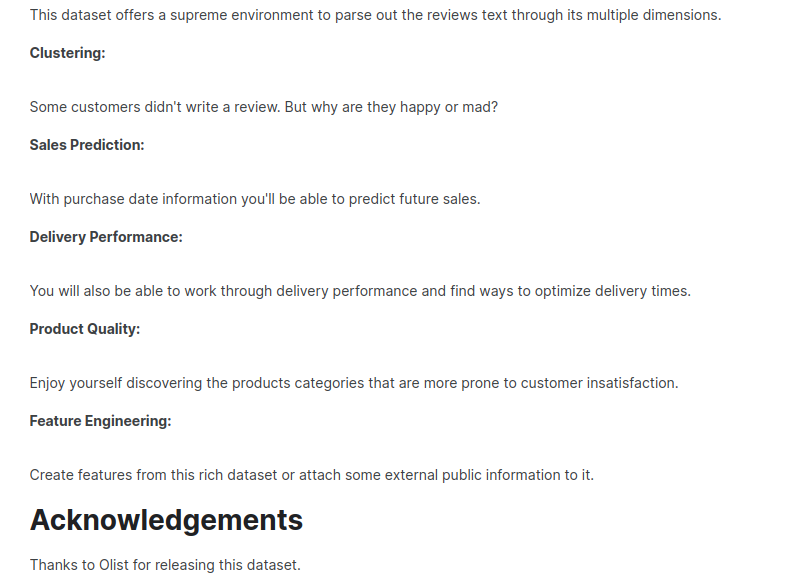 This dataset offers a supreme environment to parse out the reviews text through its multiple dimensions.
Clustering:
Some customers didn't write a review. But why are they happy or mad?
Sales Prediction:
With purchase date information you'll be able to predict future sales.
Delivery Performance:
You will also be able to work through delivery performance and find ways to optimize delivery times.
Product Quality:
Enjoy yourself discovering the products categories that are more prone to customer insatisfaction.
Feature Engineering:
Create features from this rich dataset or attach some external public information to it.
Acknowledgements
Thanks to Olist for releasing this dataset.